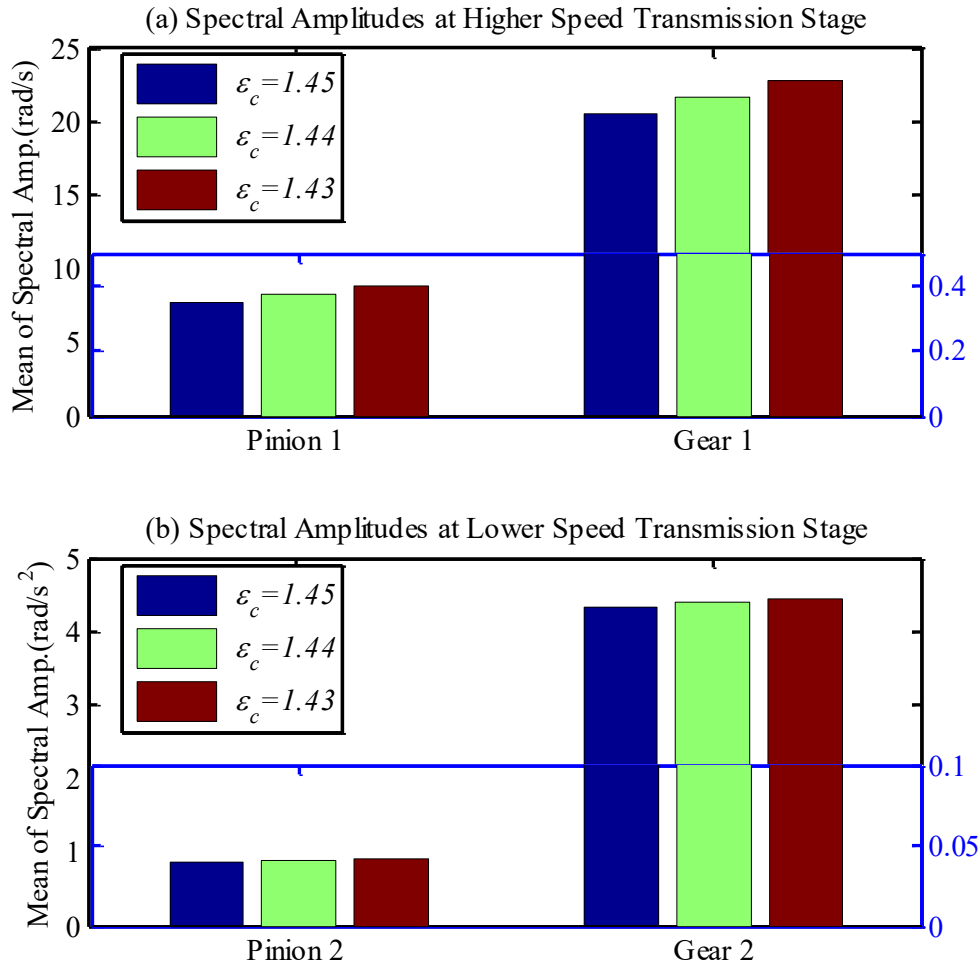 (a) Spectral Amplitudes at Higher Speed Transmission Stage
Mean of Spectral Amp.(rad/s)
25
20
15
10
5
0
ε_c=1.45
ε_c=1.44
ε_c=1.43
0.4
0.2
0
Pinion 1
Gear 1
(b) Spectral Amplitudes at Lower Speed Transmission Stage
Mean of Spectral Amp.(rad/s²)
5
4
3
2
1
0
ε_c=1.45
ε_c=1.44
ε_c=1.43
0.1
0.05
0
Pinion 2
Gear 2